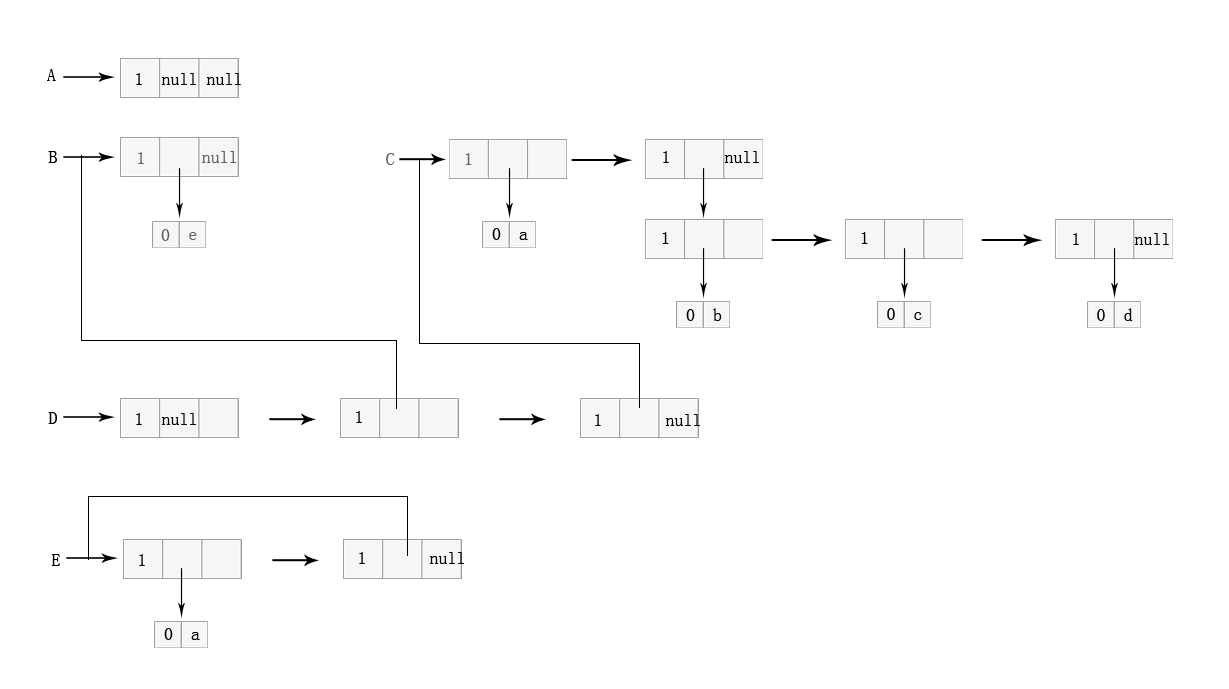 A 1 null null
B 1 null C 1 1 null
0 e 0 a 1 1 1 null
0 b 0 c 0 d
D 1 null 1 1 null
E 1 1 null
0 a